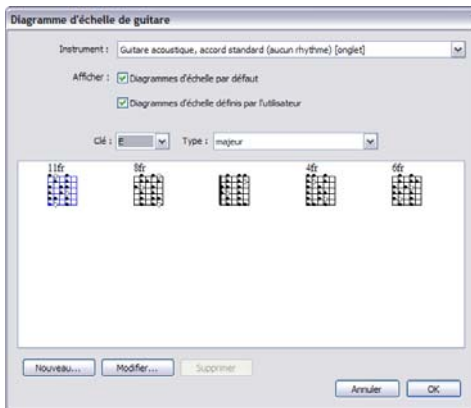 Diagramme d'échelle de guitare
Instrument : Guitare acoustique, accord standard (aucun rhythme) [onglet]
Afficher : Diagrammes d'échelle par défaut
Diagrammes d'échelle définis par l'utilisateur
Clé : E Type : majeur
11fr 8fr 4fr 6fr
Nouveau... Modifier... Supprimer
Annuler OK